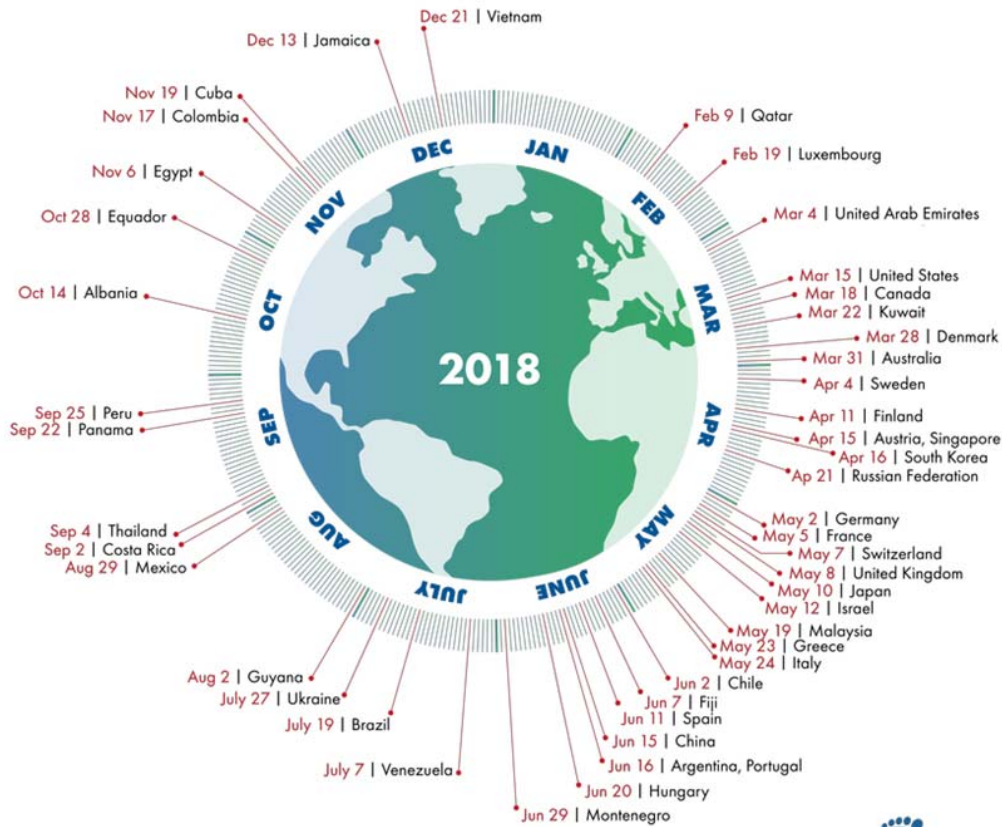 Dec 21 | Vietnam
Dec 13 | Jamaica
Nov 19 | Cuba
Nov 17 | Colombia
Nov 6 | Egypt
Oct 28 | Equador
Oct 14 | Albania
Sep 25 | Peru
Sep 22 | Panama
Sep 4 | Thailand
Sep 2 | Costa Rica
Aug 29 | Mexico
Aug 2 | Guyana
July 27 | Ukraine
July 19 | Brazil
July 7 | Venezuela
Feb 9 | Qatar
Feb 19 | Luxembourg
Mar 4 | United Arab Emirates
Mar 15 | United States
Mar 18 | Canada
Mar 22 | Kuwait
Mar 28 | Denmark
Mar 31 | Australia
Apr 4 | Sweden
Apr 11 | Finland
Apr 15 | Austria, Singapore
Apr 16 | South Korea
Ap 21 | Russian Federation
May 2 | Germany
May 5 | France
May 7 | Switzerland
May 8 | United Kingdom
May 10 | Japan
May 12 | Israel
May 19 | Malaysia
May 23 | Greece
May 24 | Italy
Jun 2 | Chile
Jun 7 | Fiji
Jun 11 | Spain
Jun 15 | China
Jun 16 | Argentina, Portugal
Jun 20 | Hungary
Jun 29 | Montenegro
JAN
FEB
MAR
APR
MAY
JUNE
JULY
AUG
SEP
OCT
NOV
DEC
2018